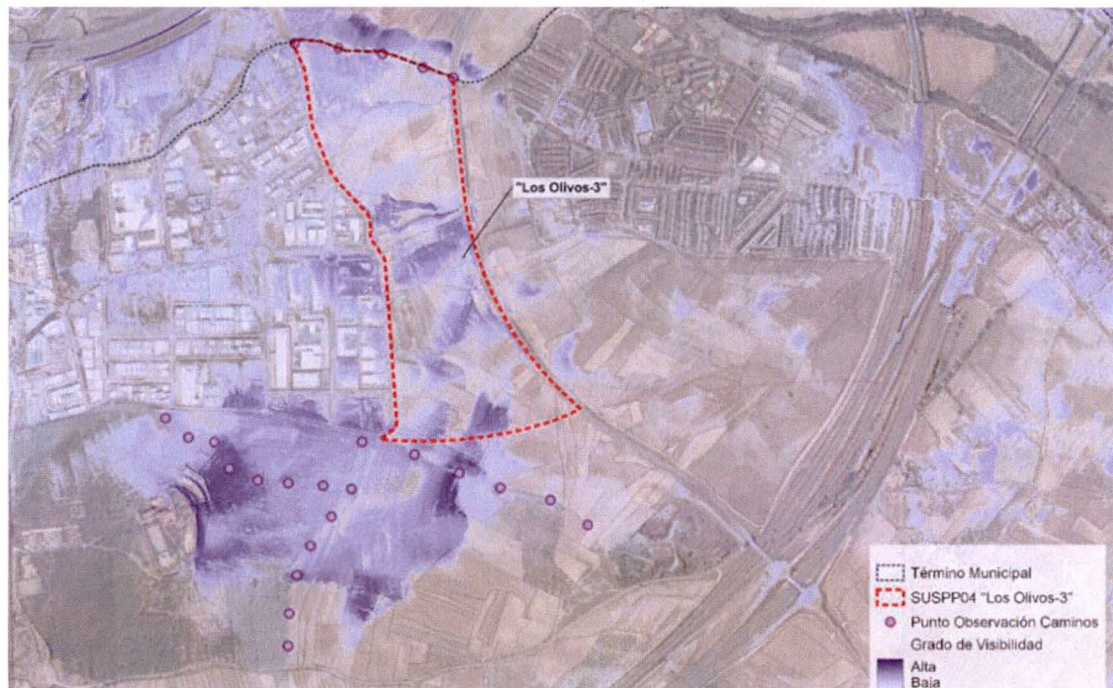 "Los Olivos-3"
Término Municipal
SUSPP04 "Los Olivos-3"
Punto Observación Caminos
Grado de Visibilidad
Alta
Baja